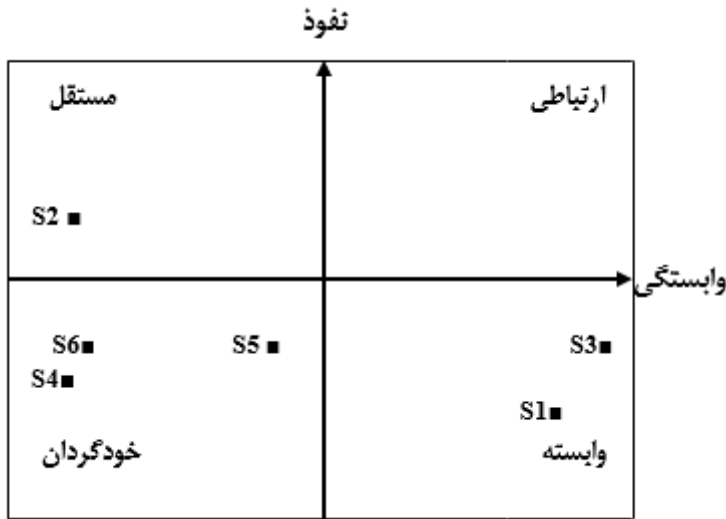 نفوذ
ارتباطی
مستقل
S2
وابستگی
S6
S5
S3
S4
S1
وابسته
خودگردان